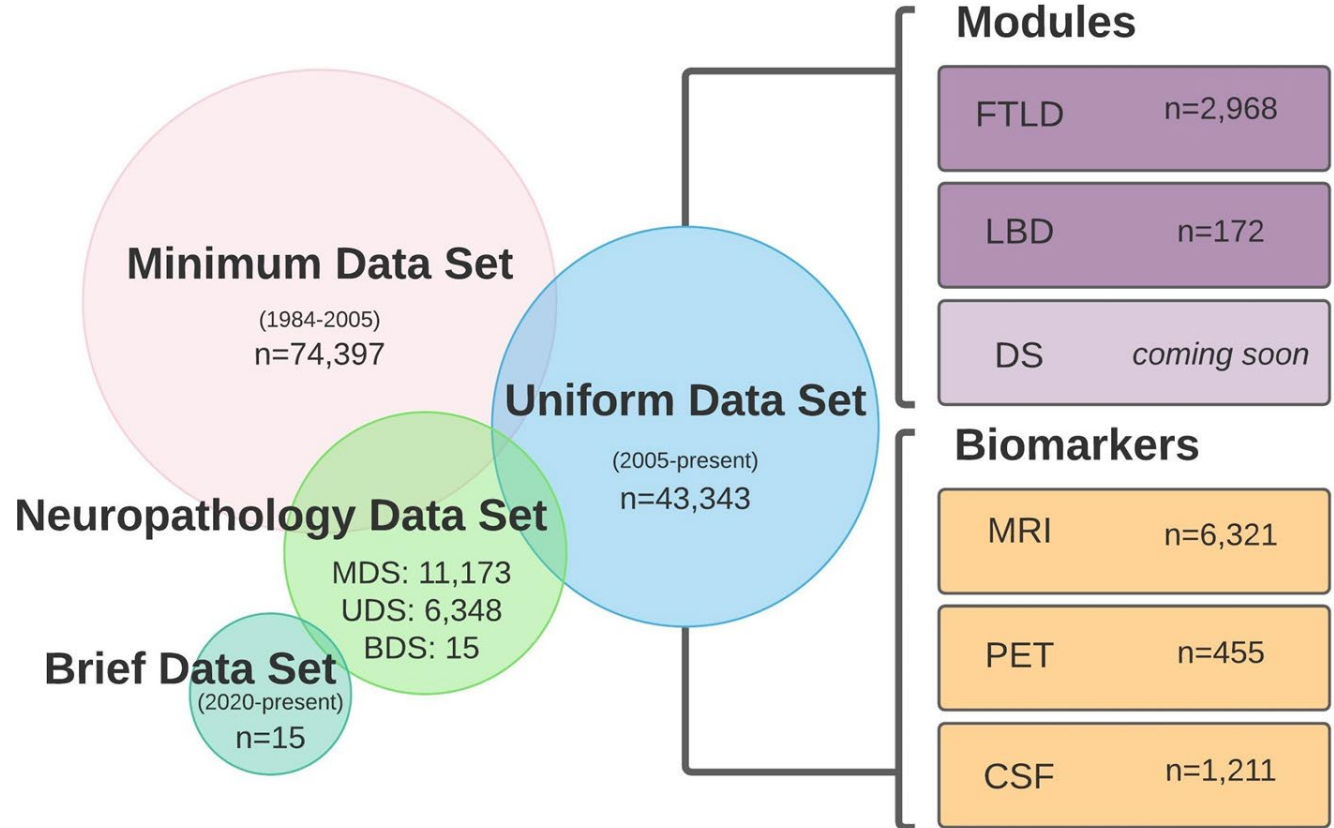 Minimum Data Set
(1984-2005)
n=74,397
Uniform Data Set
(2005-present)
n=43,343
Neuropathology Data Set
MDS: 11,173
UDS: 6,348
BDS: 15
Brief Data Set
(2020-present)
n=15
Modules
FTLD n=2,968
LBD n=172
DS coming soon
Biomarkers
MRI n=6,321
PET n=455
CSF n=1,211